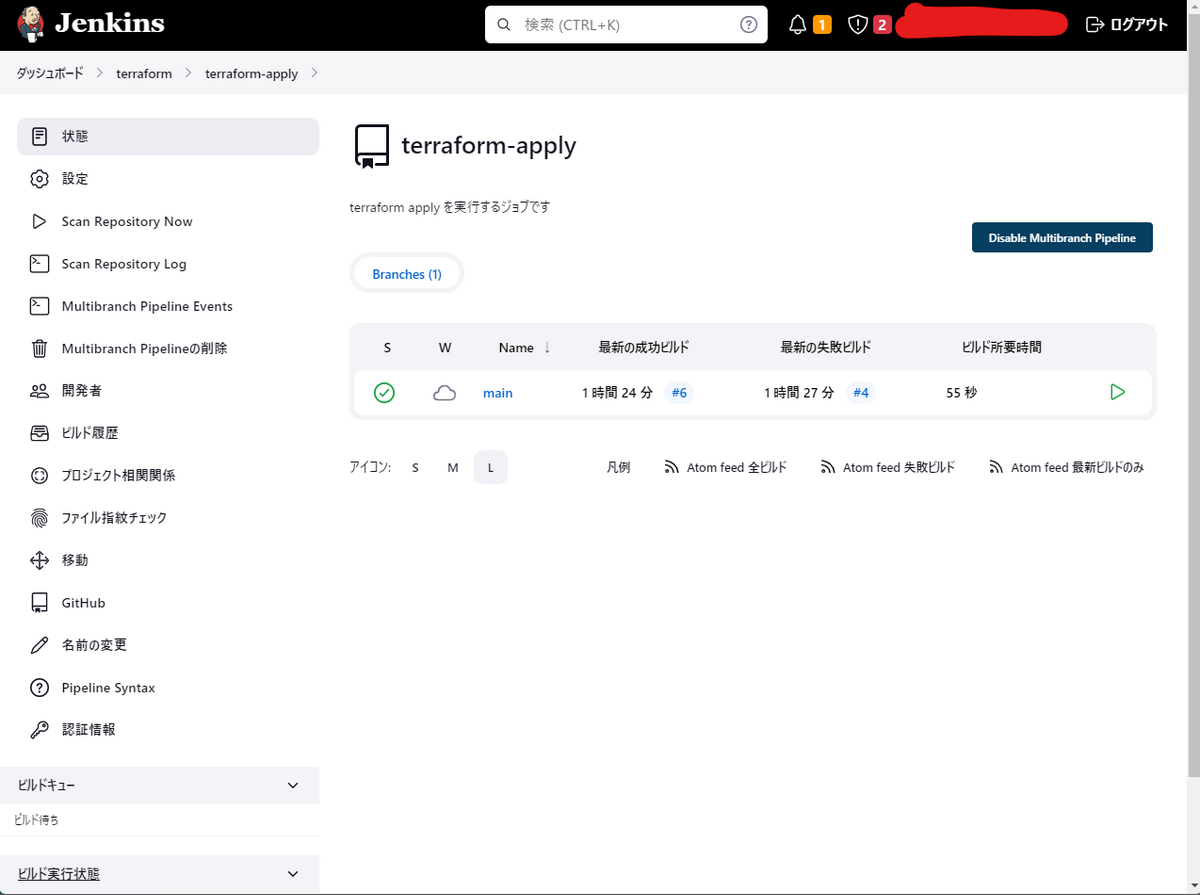 Jenkins
検索 (CTRL+K)
1
2
ログアウト
ダッシュボード
terraform
terraform-apply
状態
設定
Scan Repository Now
Scan Repository Log
Multibranch Pipeline Events
Multibranch Pipelineの削除
開発者
ビルド履歴
プロジェクト相関関係
ファイル指紋チェック
移動
GitHub
名前の変更
Pipeline Syntax
認証情報
ビルドキュー
ビルド待ち
ビルド実行状態
terraform-apply
terraform apply を実行するジョブです
Disable Multibranch Pipeline
Branches (1)
S W Name ↓ 最新の成功ビルド 最新の失敗ビルド ビルド所要時間
main 1 時間 24 分 #6 1 時間 27 分 #4 55 秒
アイコン: S M L 凡例 Atom feed 全ビルド Atom feed 失敗ビルド Atom feed 最新ビルドのみ